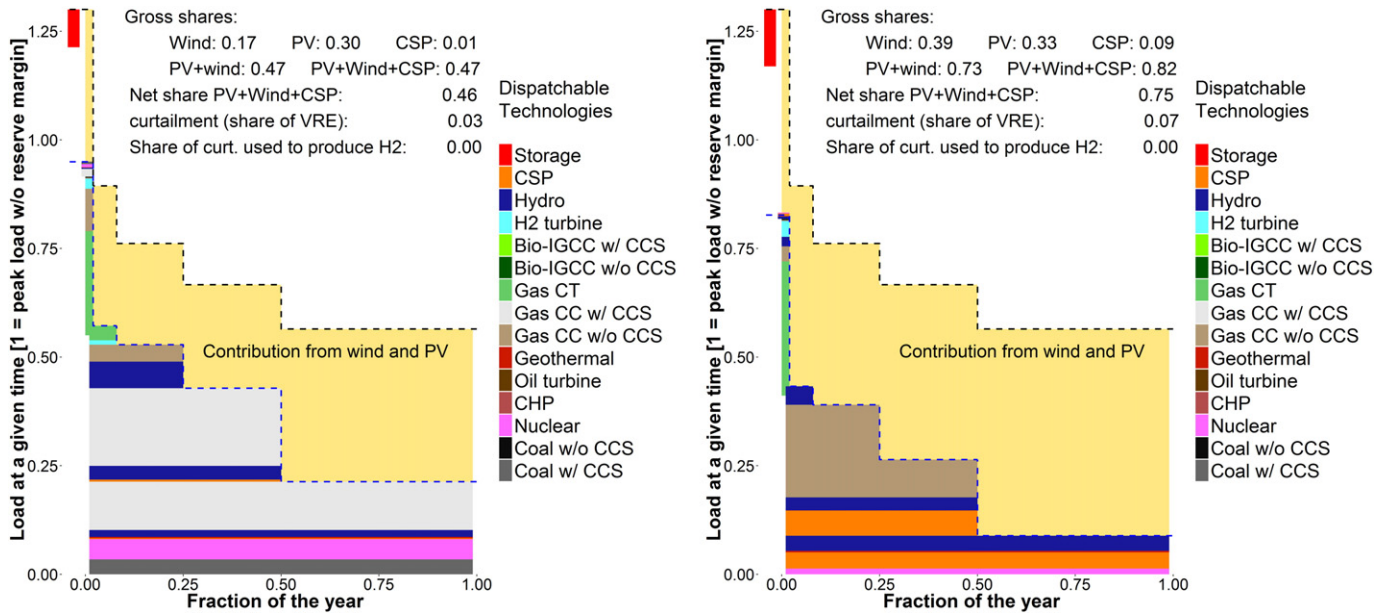 Load at a given time [1 = peak load w/o reserve margin]
1.25
1.00
0.75
0.50
0.25
0.00
Gross shares:
Wind: 0.17 PV: 0.30 CSP: 0.01
PV+wind: 0.47 PV+Wind+CSP: 0.47
Net share PV+Wind+CSP: 0.46
curtailment (share of VRE): 0.03
Share of curt. used to produce H2: 0.00
Contribution from wind and PV
0.00 0.25 0.50 0.75 1.00
Fraction of the year
Dispatchable
Technologies
Storage
CSP
Hydro
H2 turbine
Bio-IGCC w/ CCS
Bio-IGCC w/o CCS
Gas CT
Gas CC w/ CCS
Gas CC w/o CCS
Geothermal
Oil turbine
CHP
Nuclear
Coal w/o CCS
Coal w/ CCS
Load at a given time [1 = peak load w/o reserve margin]
1.25
1.00
0.75
0.50
0.25
0.00
Gross shares:
Wind: 0.39 PV: 0.33 CSP: 0.09
PV+wind: 0.73 PV+Wind+CSP: 0.82
Net share PV+Wind+CSP: 0.75
curtailment (share of VRE): 0.07
Share of curt. used to produce H2: 0.00
Contribution from wind and PV
0.00 0.25 0.50 0.75 1.00
Fraction of the year
Dispatchable
Technologies
Storage
CSP
Hydro
H2 turbine
Bio-IGCC w/ CCS
Bio-IGCC w/o CCS
Gas CT
Gas CC w/ CCS
Gas CC w/o CCS
Geothermal
Oil turbine
CHP
Nuclear
Coal w/o CCS
Coal w/ CCS